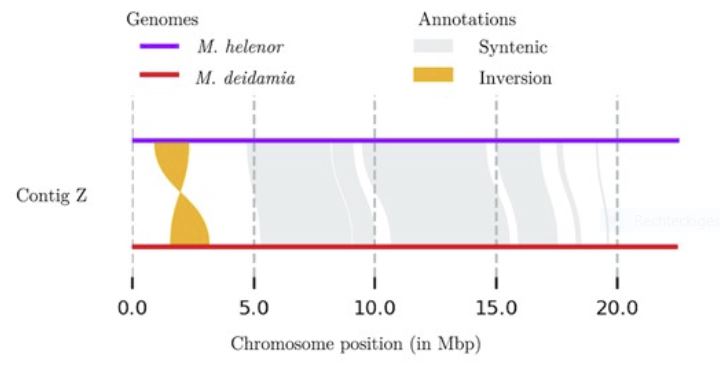 Genomes
Annotations
M. helenor
Syntenic
M. deidamia
Inversion
Contig Z
Rechteckiges
0.0 5.0 10.0 15.0 20.0
Chromosome position (in Mbp)